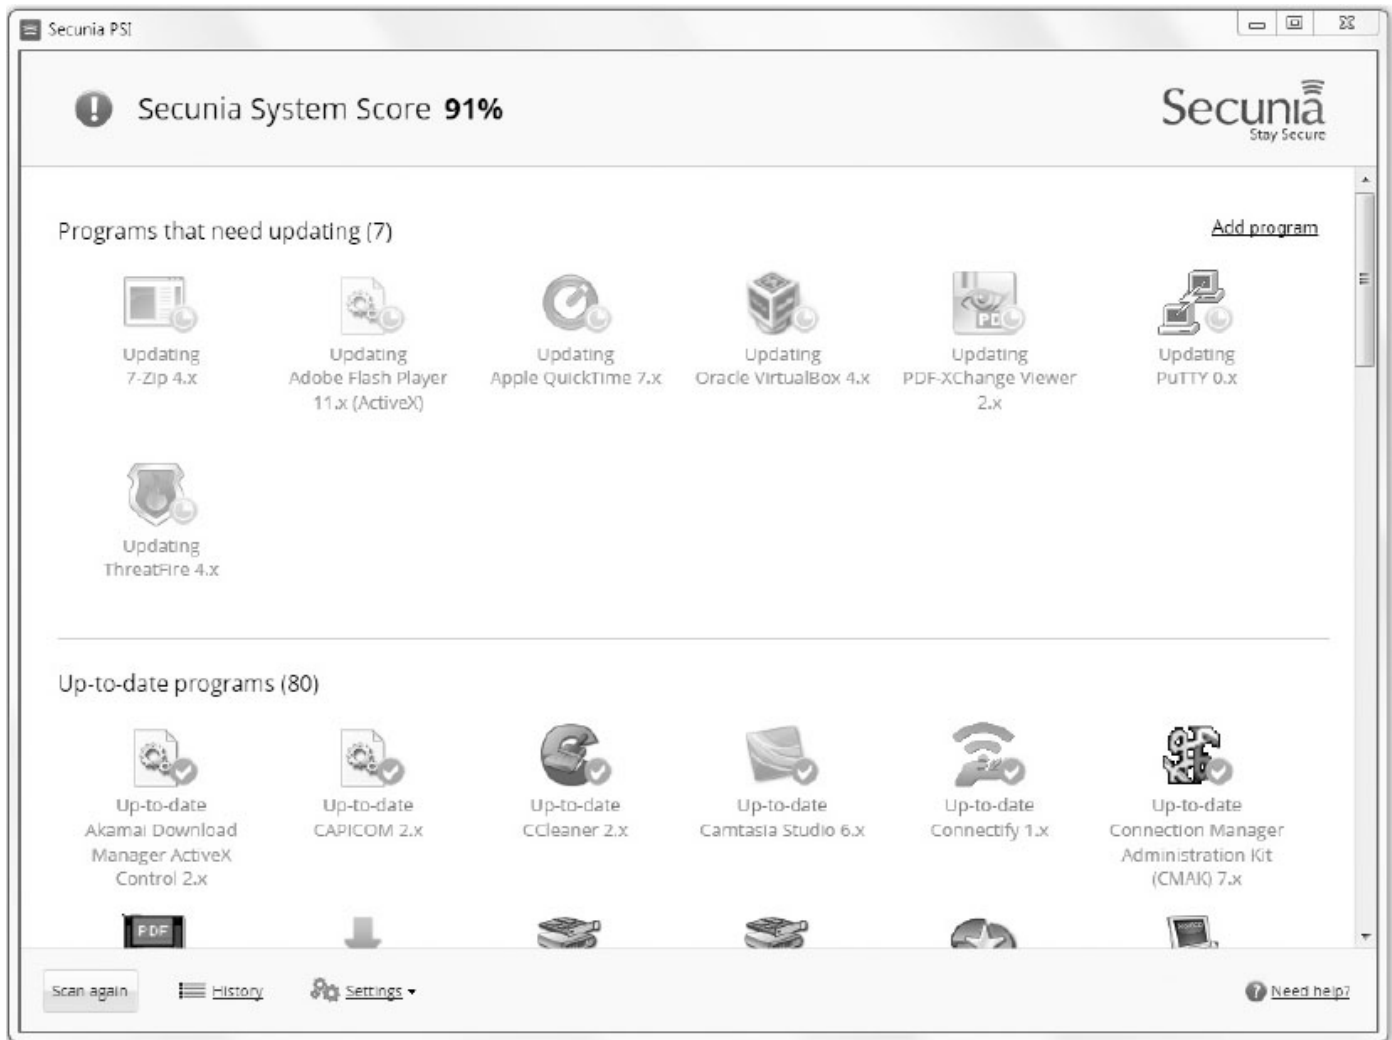 Secunia PSI
Secunia System Score 91%
Secunia
Stay Secure
Programs that need updating (7)
Add program
Updating
7-Zip 4.x
Updating
Adobe Flash Player
11.x (ActiveX)
Updating
Apple QuickTime 7.x
Updating
Oracle VirtualBox 4.x
Updating
PDF-XChange Viewer
2.x
Updating
PuTTY 0.x
Updating
ThreatFire 4.x
Up-to-date programs (80)
Up-to-date
Akamai Download
Manager ActiveX
Control 2.x
Up-to-date
CAPICOM 2.x
Up-to-date
CCleaner 2.x
Up-to-date
Camtasia Studio 6.x
Up-to-date
Connectify 1.x
Up-to-date
Connection Manager
Administration Kit
(CMAK) 7.x
PDF
Scan again
History
Settings
Need help?